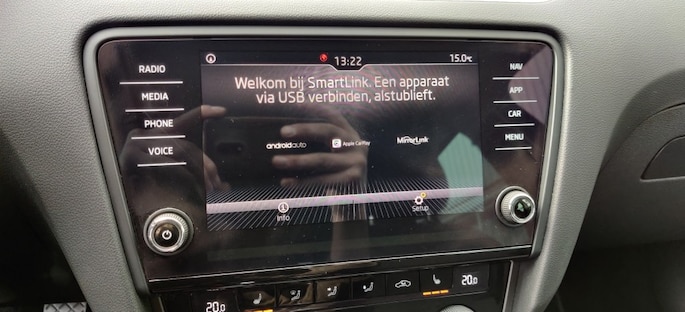 13:22
15.0°C
RADIO
MEDIA
PHONE
VOICE
NAV
APP
CAR
MENU
Welkom bij SmartLink. Een apparaat
via USB verbinden, alstublieft.
androidauto
Apple CarPlay
MirrorLink
Info
Setup
20.0
20.0